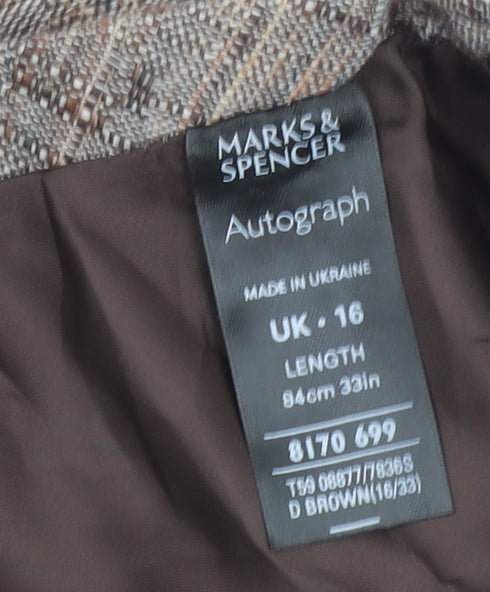 MARKS &
SPENCER
Autograph
MADE IN UKRAINE
UK • 16
LENGTH
84cm 33in
8170 699
T59 08877/7836S
D BROWN(16/33)